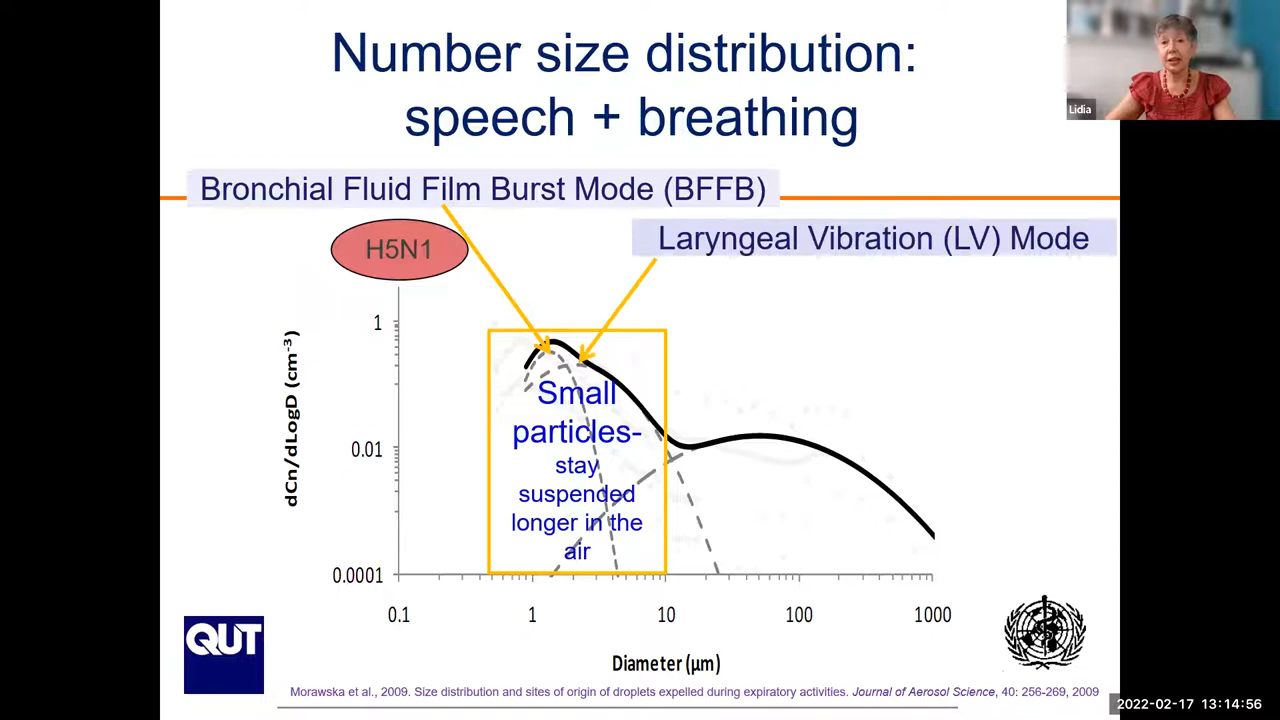 Number size distribution:
speech + breathing
Lidia
Bronchial Fluid Film Burst Mode (BFFB)
Laryngeal Vibration (LV) Mode
H5N1
dCn/dLogD (cm⁻³)
1
0.01
0.0001
Small
particles-
stay
suspended
longer in the
air
0.1 1 10 100 1000
Diameter (μm)
QUT
Morawska et al., 2009. Size distribution and sites of origin of droplets expelled during expiratory activities. Journal of Aerosol Science, 40: 256-269, 2009
2022-02-17 13:14:56